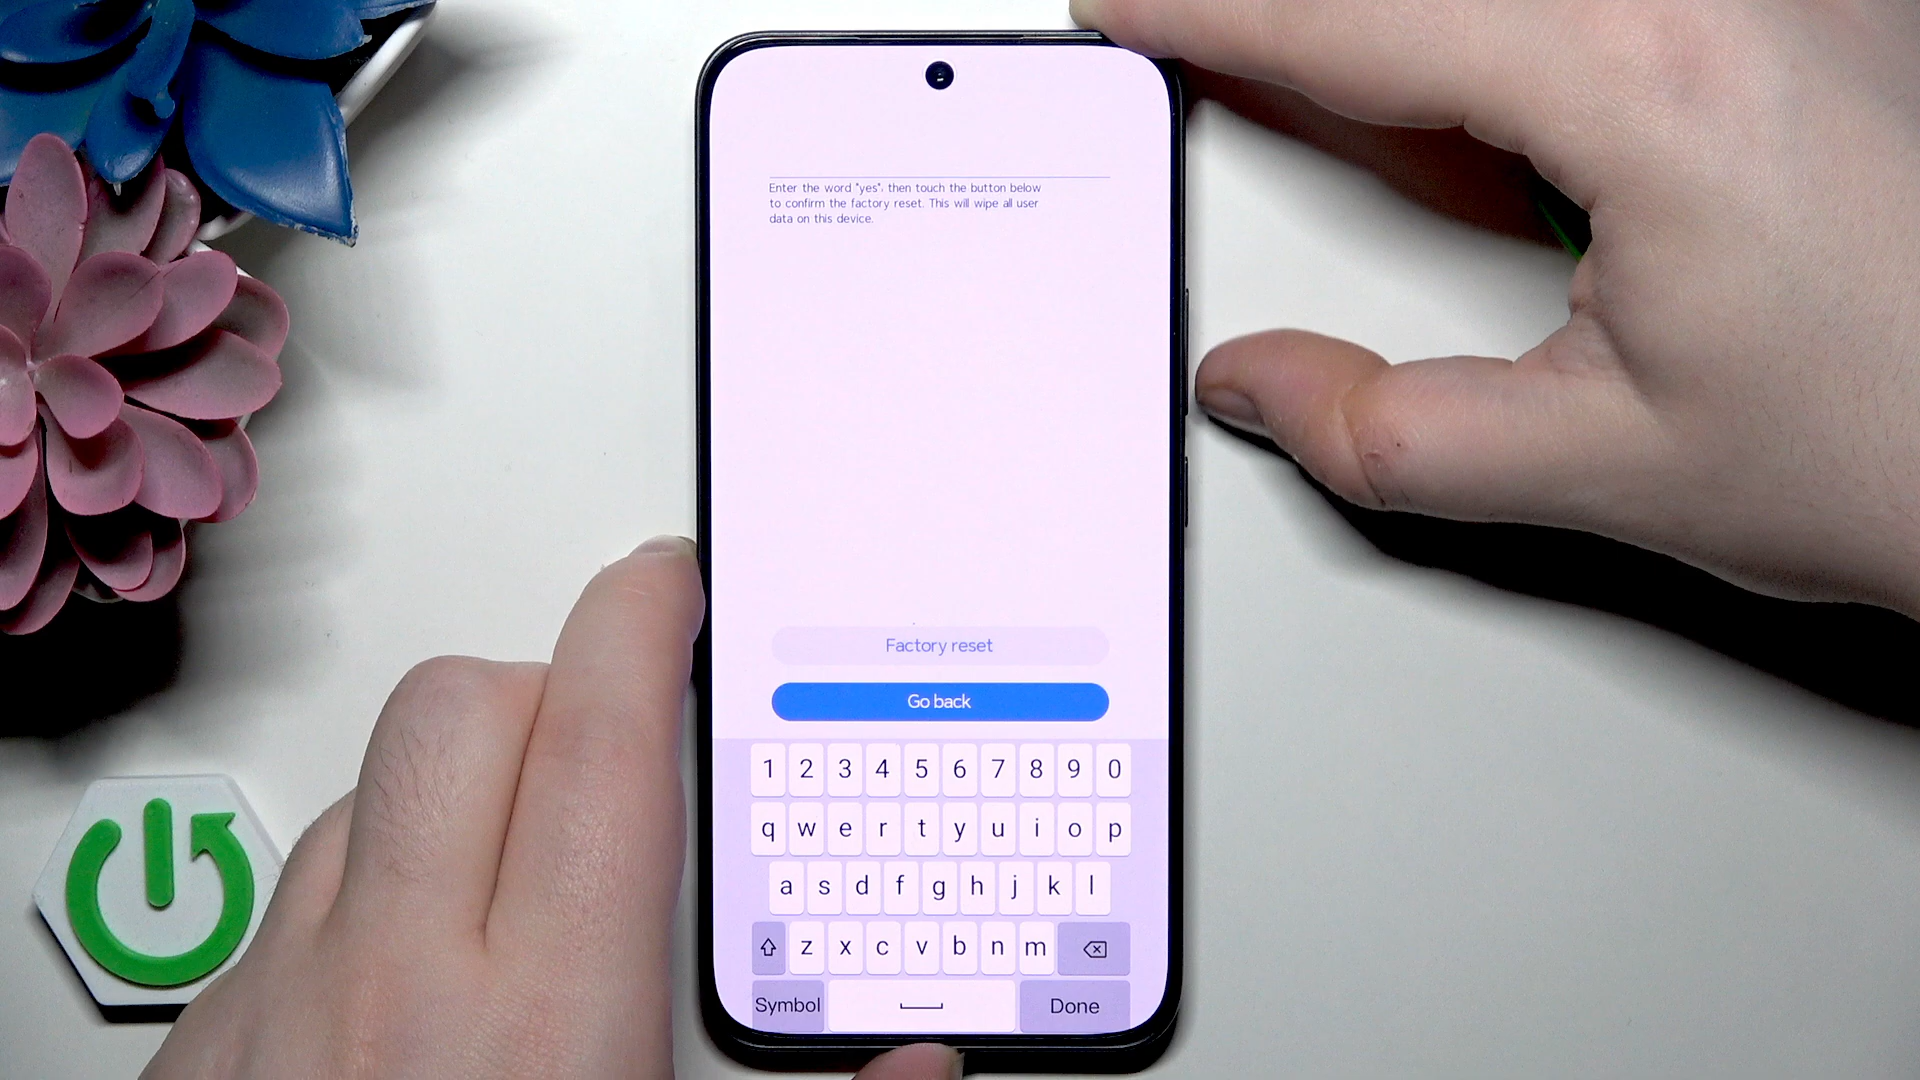 Enter the word "yes", then touch the button below
to confirm the factory reset. This will wipe all user
data on this device.
Factory reset
Go back
1 2 3 4 5 6 7 8 9 0
q w e r t y u i o p
a s d f g h j k l
z x c v b n m
Symbol Done